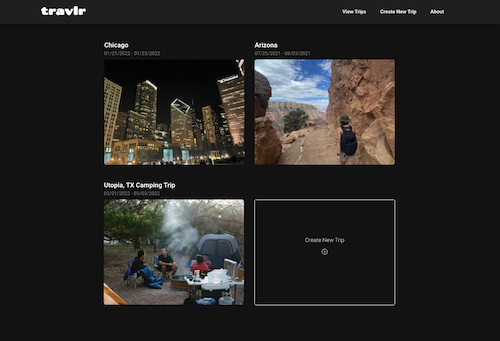 travlr
View Trips
Create New Trip
About
Chicago
01/21/2022 - 01/23/2022
Arizona
07/25/2021 - 08/03/2021
Utopia, TX Camping Trip
03/01/2022 - 03/03/2022
Create New Trip